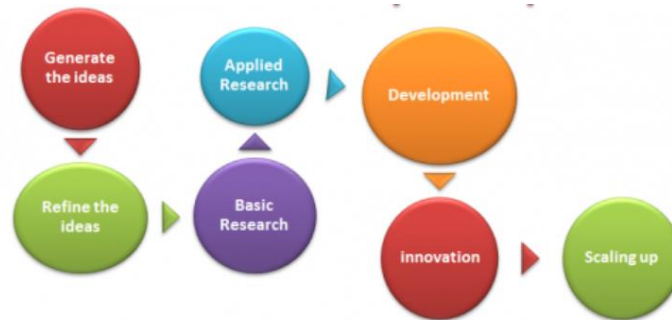 Generate
the ideas
Refine the
ideas
Basic
Research
Applied
Research
Development
innovation
Scaling up